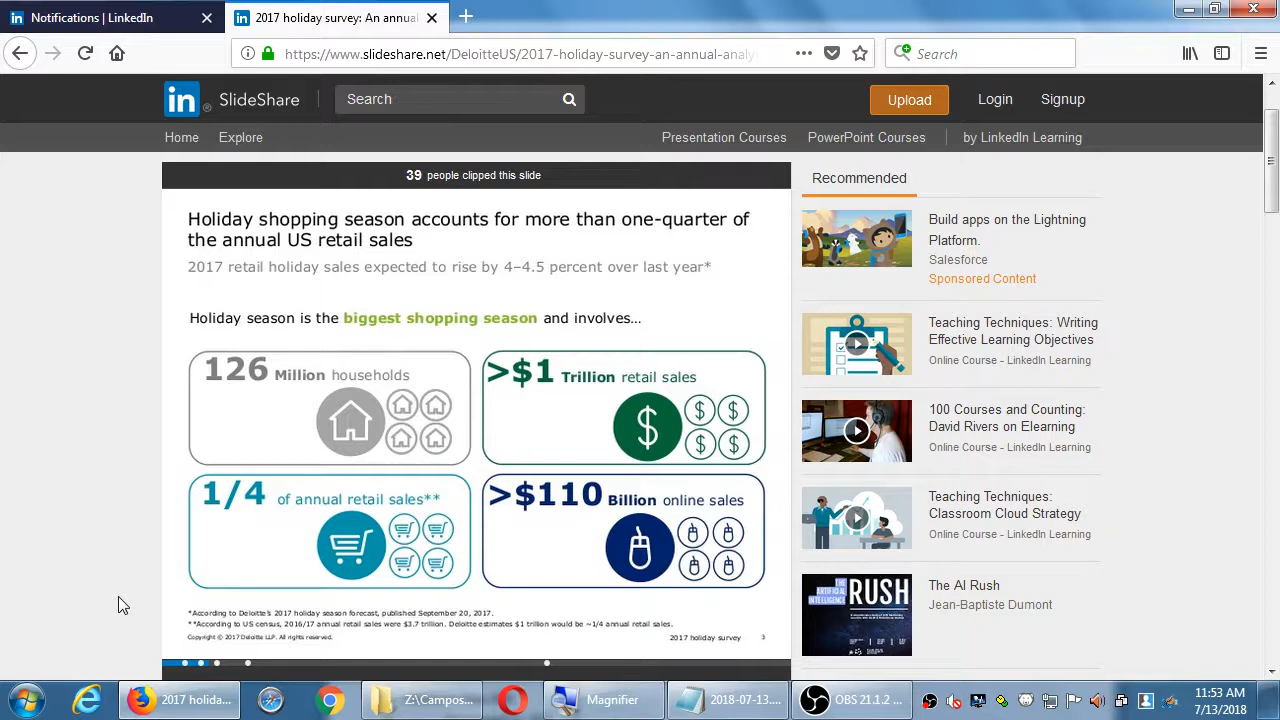 Notifications | LinkedIn
2017 holiday survey: An annual
https://www.slideshare.net/DeloitteUS/2017-holiday-survey-an-annual-analy
Search
in SlideShare
Search
Upload
Login
Signup
Home
Explore
Presentation Courses
PowerPoint Courses
by LinkedIn Learning
39 people clipped this slide
Holiday shopping season accounts for more than one-quarter of
the annual US retail sales
2017 retail holiday sales expected to rise by 4–4.5 percent over last year*
Holiday season is the biggest shopping season and involves…
126 Million households
>$1 Trillion retail sales
1/4 of annual retail sales**
>$110 Billion online sales
*According to Deloitte's 2017 holiday season forecast, published September 20, 2017.
**According to US census, 2016/17 annual retail sales were $3.7 trillion. Deloitte estimates $1 trillion would be ~1/4 annual retail sales.
Copyright © 2017 Deloitte LLP. All rights reserved.
2017 holiday survey 3
Recommended
Build apps on the Lightning
Platform.
Salesforce
Sponsored Content
Teaching Techniques: Writing
Effective Learning Objectives
Online Course - LinkedIn Learning
100 Courses and Counting:
David Rivers on Elearning
Online Course - LinkedIn Learning
Teaching Techniques:
Classroom Cloud Strategy
Online Course - LinkedIn Learning
THE
ARTIFICIAL
INTELLIGENCE
RUSH
The AI Rush
Jean-Baptiste Dumont
2017 holida...
Z:\Campos...
Magnifier
2018-07-13....
OBS 21.1.2 ...
11:53 AM
7/13/2018